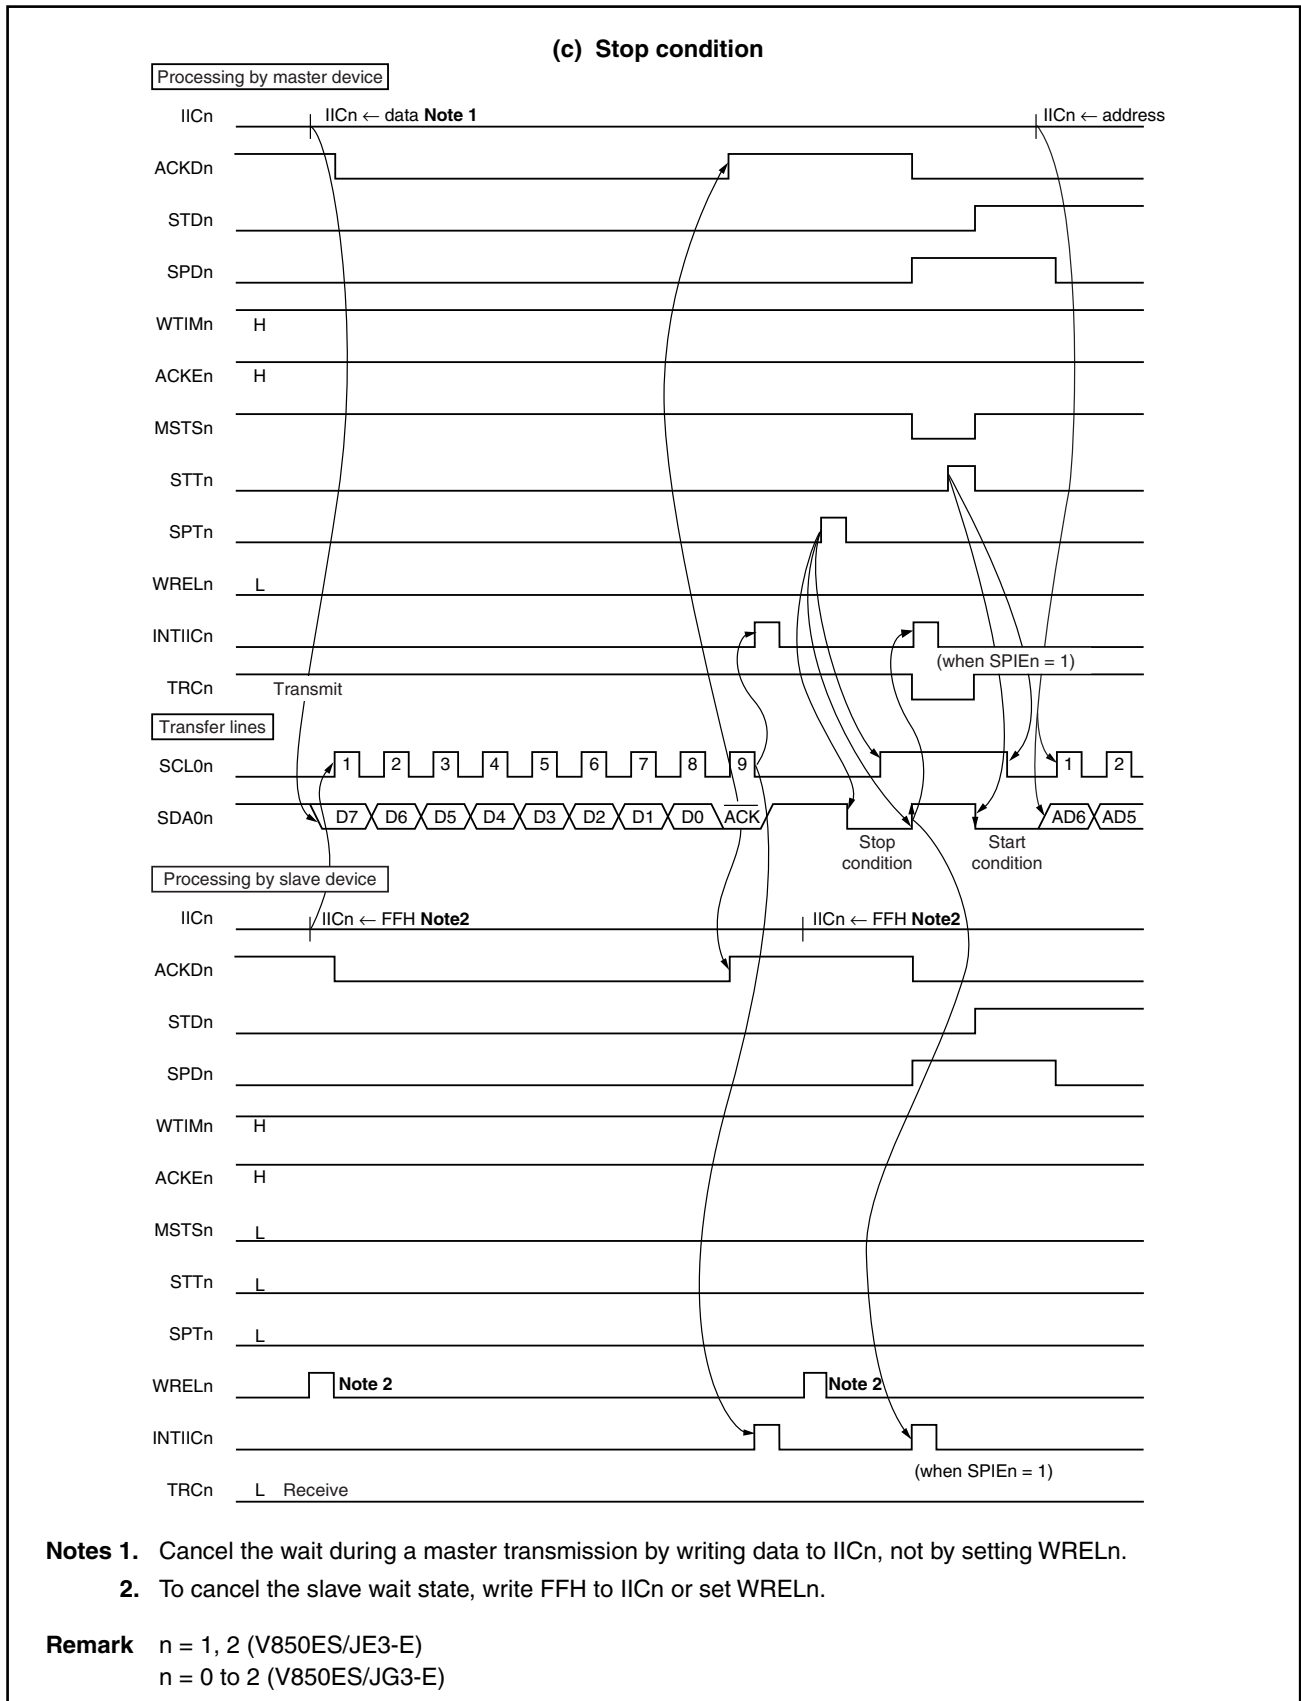 (c) Stop condition
Processing by master device
IICn
IICn ← data Note 1
IICn ← address
ACKDn
STDn
SPDn
WTIMn H
ACKEn H
MSTSn
STTn
SPTn
WRELn L
INTIICn
(when SPIEn = 1)
TRCn Transmit
Transfer lines
SCL0n 1 2 3 4 5 6 7 8 9 1 2
SDA0n D7 D6 D5 D4 D3 D2 D1 D0 A̅C̅K̅ AD6 AD5
Stop condition
Start condition
Processing by slave device
IICn
IICn ← FFH Note2
IICn ← FFH Note2
ACKDn
STDn
SPDn
WTIMn H
ACKEn H
MSTSn L
STTn L
SPTn L
WRELn Note 2 Note 2
INTIICn
(when SPIEn = 1)
TRCn L Receive
Notes 1. Cancel the wait during a master transmission by writing data to IICn, not by setting WRELn.
2. To cancel the slave wait state, write FFH to IICn or set WRELn.
Remark n = 1, 2 (V850ES/JE3-E)
n = 0 to 2 (V850ES/JG3-E)